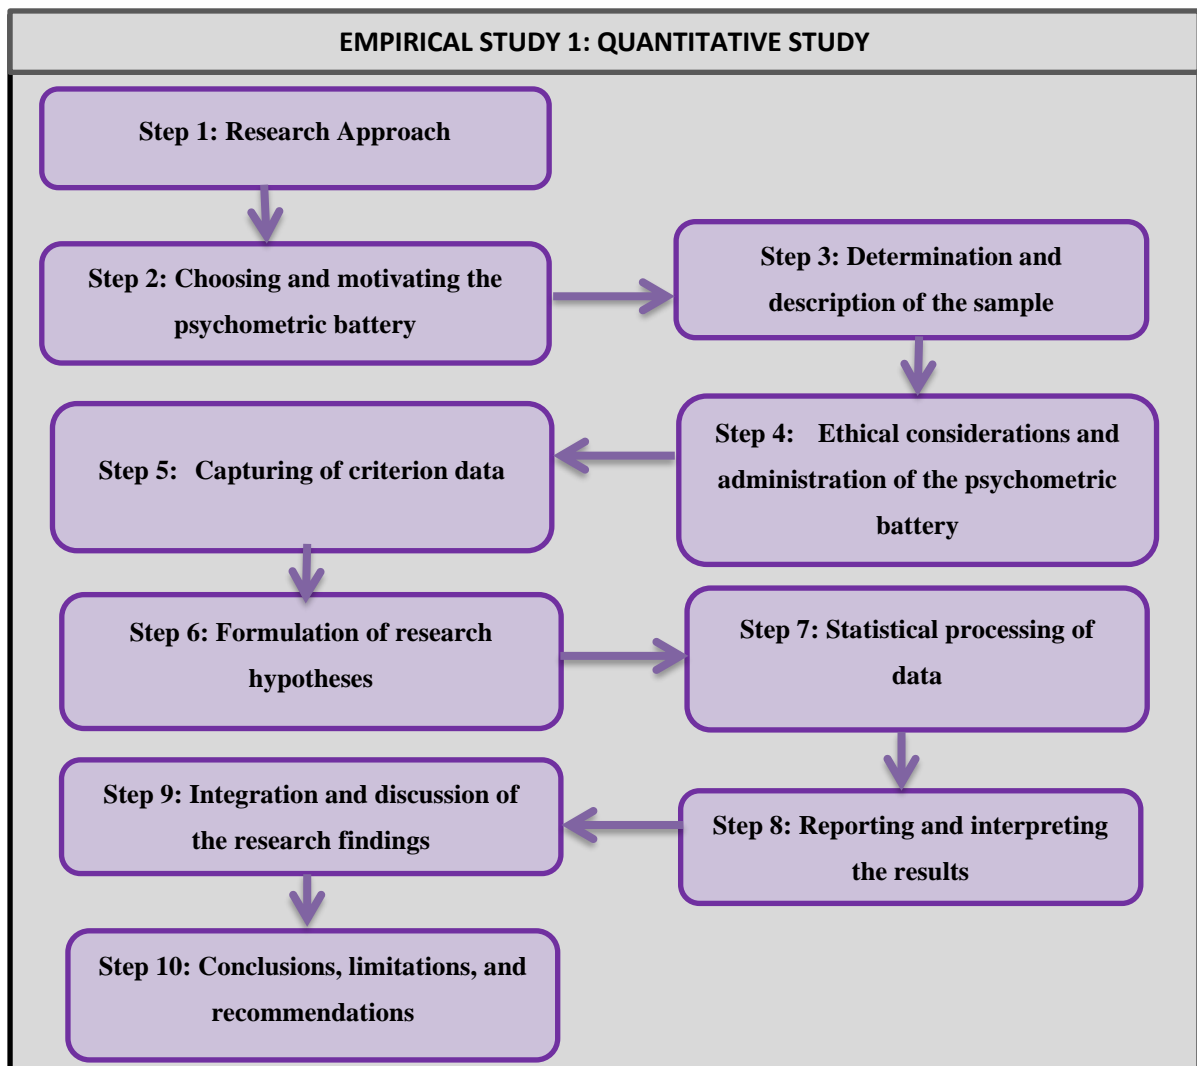 EMPIRICAL STUDY 1: QUANTITATIVE STUDY
Step 1: Research Approach
Step 2: Choosing and motivating the
psychometric battery
Step 3: Determination and
description of the sample
Step 4: Ethical considerations and
administration of the psychometric
battery
Step 5: Capturing of criterion data
Step 6: Formulation of research
hypotheses
Step 7: Statistical processing of
data
Step 8: Reporting and interpreting
the results
Step 9: Integration and discussion of
the research findings
Step 10: Conclusions, limitations, and
recommendations